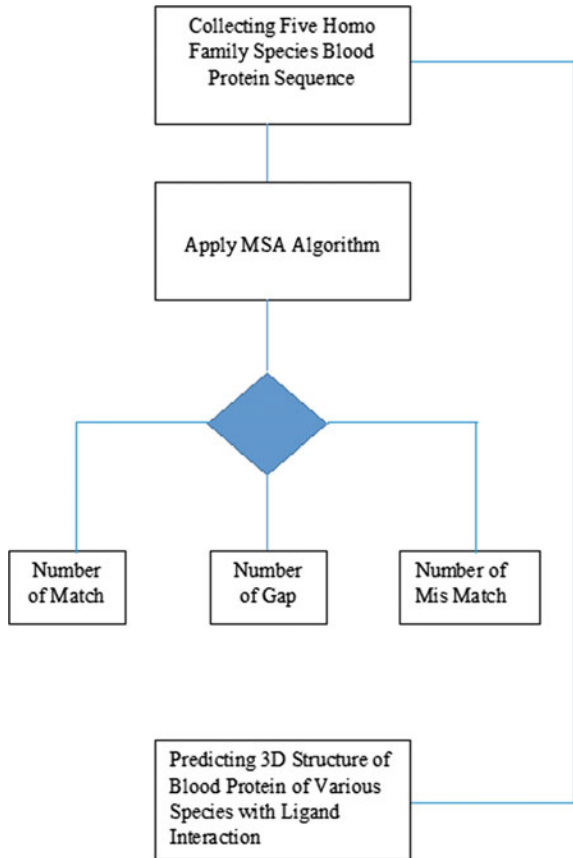 Collecting Five Homo
Family Species Blood
Protein Sequence
Apply MSA Algorithm
Number
of Match
Number
of Gap
Number of
Mis Match
Predicting 3D Structure of
Blood Protein of Various
Species with Ligand
Interaction